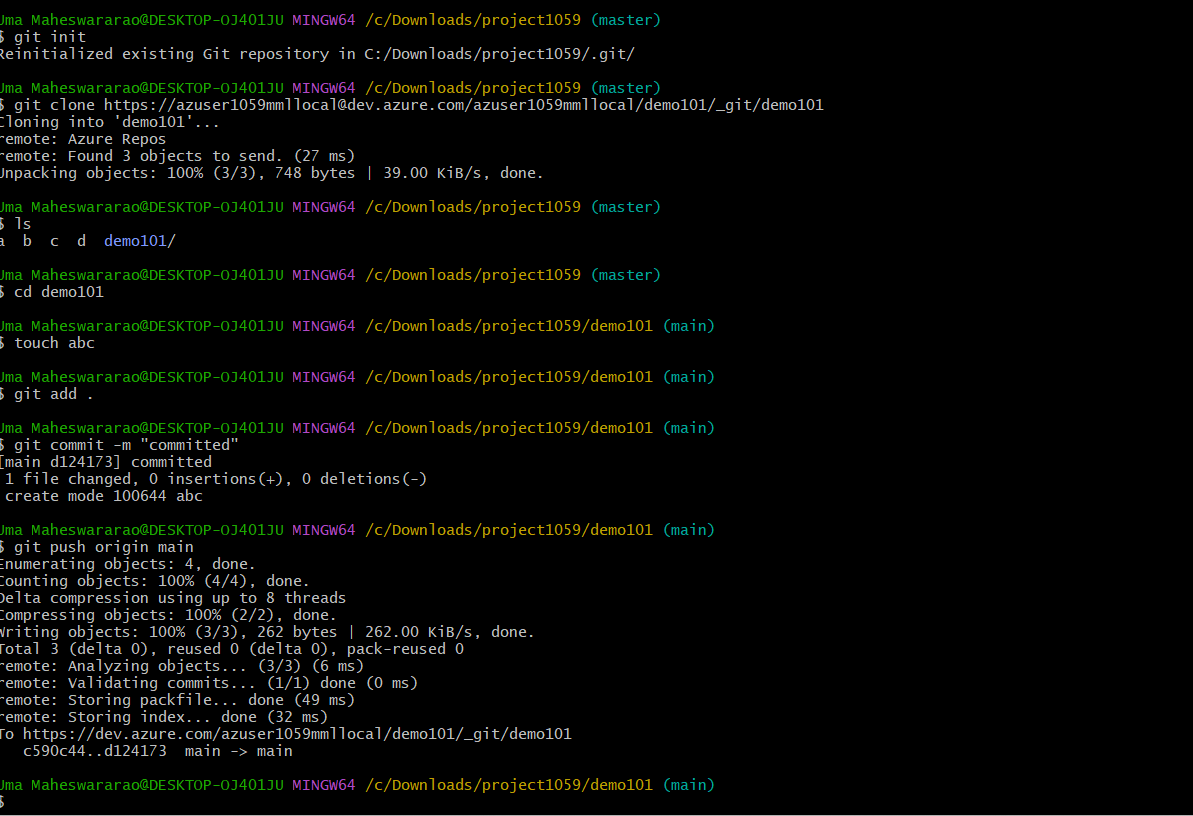 Uma Maheswararao@DESKTOP-OJ401JU MINGW64 /c/Downloads/project1059 (master)
$ git init
Reinitialized existing Git repository in C:/Downloads/project1059/.git/
Uma Maheswararao@DESKTOP-OJ401JU MINGW64 /c/Downloads/project1059 (master)
$ git clone https://azuser1059mmllocal@dev.azure.com/azuser1059mmllocal/demo101/_git/demo101
Cloning into 'demo101'...
remote: Azure Repos
remote: Found 3 objects to send. (27 ms)
Unpacking objects: 100% (3/3), 748 bytes | 39.00 KiB/s, done.
Uma Maheswararao@DESKTOP-OJ401JU MINGW64 /c/Downloads/project1059 (master)
$ ls
a  b  c  d  demo101/
Uma Maheswararao@DESKTOP-OJ401JU MINGW64 /c/Downloads/project1059 (master)
$ cd demo101
Uma Maheswararao@DESKTOP-OJ401JU MINGW64 /c/Downloads/project1059/demo101 (main)
$ touch abc
Uma Maheswararao@DESKTOP-OJ401JU MINGW64 /c/Downloads/project1059/demo101 (main)
$ git add .
Uma Maheswararao@DESKTOP-OJ401JU MINGW64 /c/Downloads/project1059/demo101 (main)
$ git commit -m "committed"
[main d124173] committed
 1 file changed, 0 insertions(+), 0 deletions(-)
 create mode 100644 abc
Uma Maheswararao@DESKTOP-OJ401JU MINGW64 /c/Downloads/project1059/demo101 (main)
$ git push origin main
Enumerating objects: 4, done.
Counting objects: 100% (4/4), done.
Delta compression using up to 8 threads
Compressing objects: 100% (2/2), done.
Writing objects: 100% (3/3), 262 bytes | 262.00 KiB/s, done.
Total 3 (delta 0), reused 0 (delta 0), pack-reused 0
remote: Analyzing objects... (3/3) (6 ms)
remote: Validating commits... (1/1) done (0 ms)
remote: Storing packfile... done (49 ms)
remote: Storing index... done (32 ms)
To https://dev.azure.com/azuser1059mmllocal/demo101/_git/demo101
   c590c44..d124173  main -> main
Uma Maheswararao@DESKTOP-OJ401JU MINGW64 /c/Downloads/project1059/demo101 (main)
$